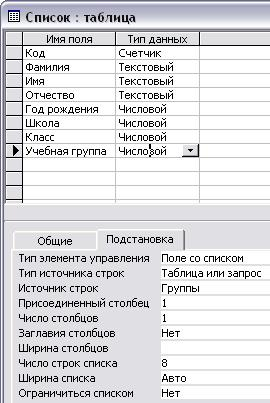 Список : таблица
Имя поля Тип данных
Код Счетчик
Фамилия Текстовый
Имя Текстовый
Отчество Текстовый
Год рождения Числовой
Школа Числовой
Класс Числовой
Учебная группа Числовой
Общие Подстановка
Тип элемента управления Поле со списком
Тип источника строк Таблица или запрос
Источник строк Группы
Присоединенный столбец 1
Число столбцов 1
Заглавия столбцов Нет
Ширина столбцов
Число строк списка 8
Ширина списка Авто
Ограничиться списком Нет